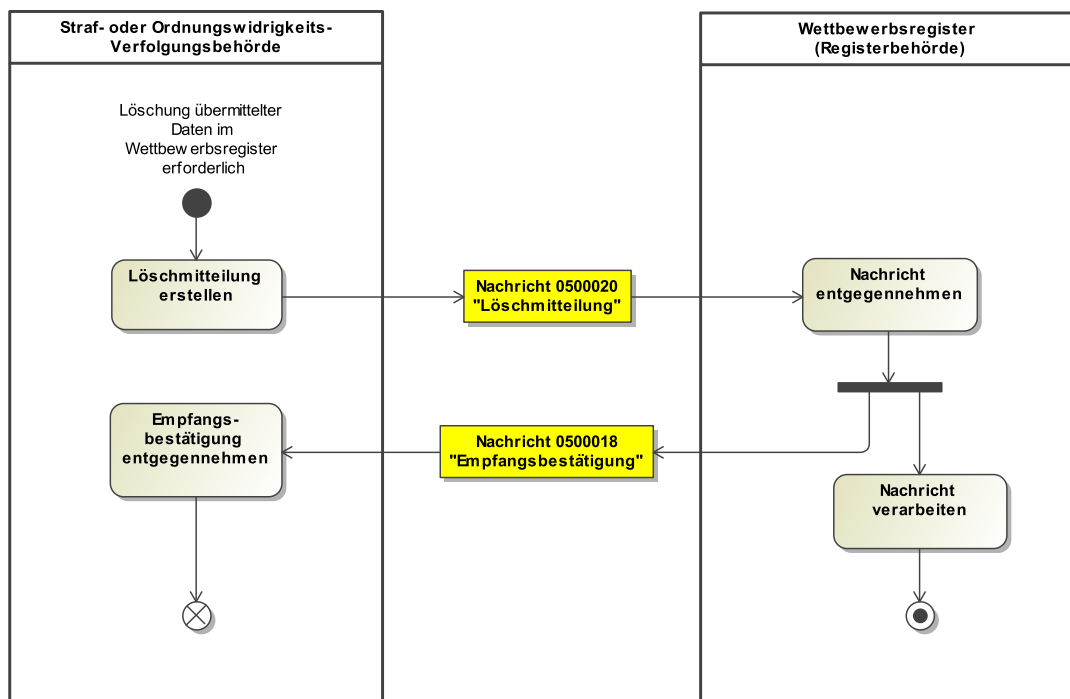 Straf- oder Ordnungswidrigkeits-
Verfolgungsbehörde
Wettbewerbsregister
(Registerbehörde)
Löschung übermittelter
Daten im
Wettbewerbsregister
erforderlich
Löschmitteilung
erstellen
Nachricht 0500020
"Löschmitteilung"
Nachricht
entgegennehmen
Empfangs-
bestätigung
entgegennehmen
Nachricht 0500018
"Empfangsbestätigung"
Nachricht
verarbeiten